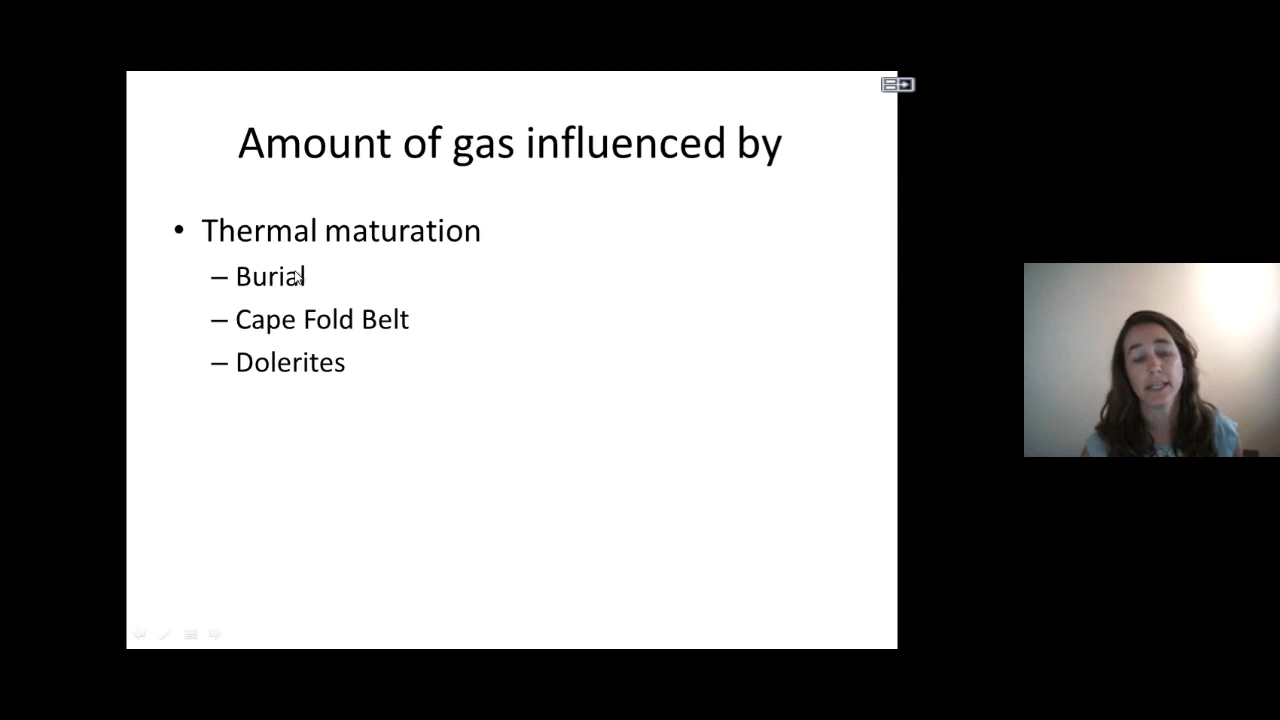 Amount of gas influenced by
• Thermal maturation
– Burial
– Cape Fold Belt
– Dolerites